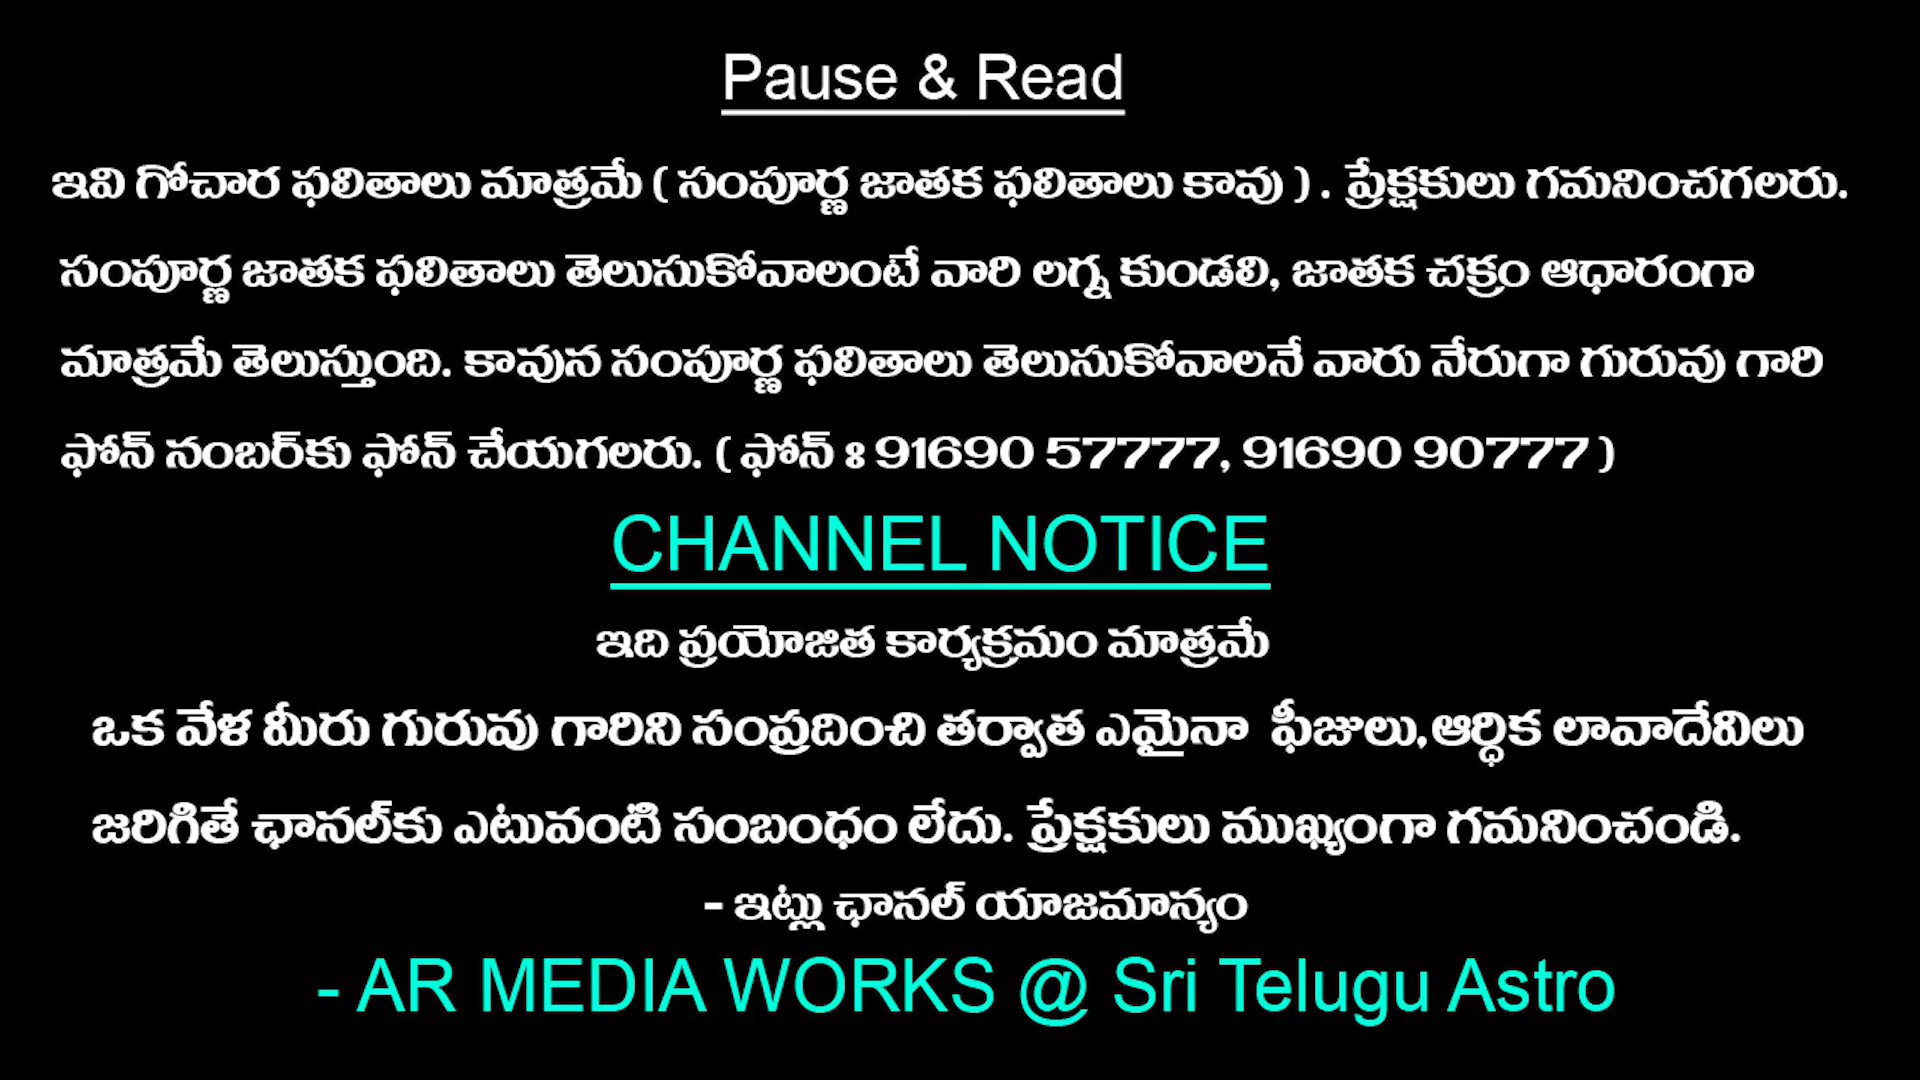 Pause & Read
ఇవి గోచార ఫలితాలు మాత్రమే ( సంపూర్ణ జాతక ఫలితాలు కావు ) . ప్రేక్షకులు గమనించగలరు.
సంపూర్ణ జాతక ఫలితాలు తెలుసుకోవాలంటే వారి లగ్న కుండలి, జాతక చక్రం ఆధారంగా
మాత్రమే తెలుస్తుంది. కావున సంపూర్ణ ఫలితాలు తెలుసుకోవాలనే వారు నేరుగా గురువు గారి
ఫోన్ నంబర్‌కు ఫోన్ చేయగలరు. ( ఫోన్ : 91690 57777, 91690 90777 )
CHANNEL NOTICE
ఇది ప్రయోజిత కార్యక్రమం మాత్రమే
ఒక వేళ మీరు గురువు గారిని సంప్రదించి తర్వాత ఎమైనా ఫీజులు,ఆర్ధిక లావాదేవిలు
జరిగితే ఛానల్‌కు ఎటువంటి సంబంధం లేదు. ప్రేక్షకులు ముఖ్యంగా గమనించండి.
- ఇట్లు ఛానల్ యాజమాన్యం
- AR MEDIA WORKS @ Sri Telugu Astro